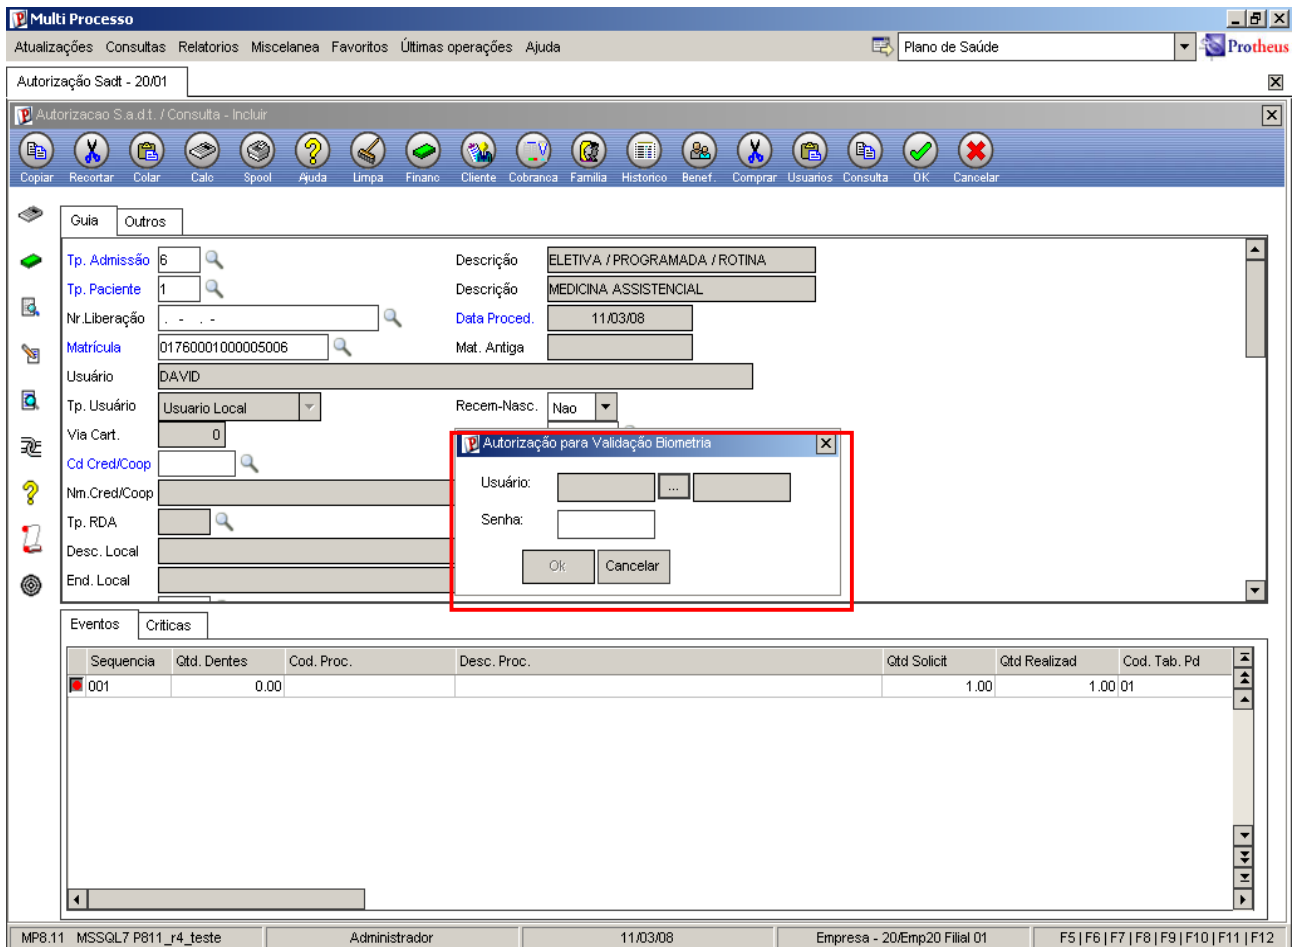 Multi Processo
Atualizações Consultas Relatorios Miscelanea Favoritos Últimas operações Ajuda Plano de Saúde Protheus
Autorização Sadt - 20/01
Autorizacao S.a.d.t. / Consulta - Incluir
Copiar Recortar Colar Calc Spool Ajuda Limpa Financ Cliente Cobranca Familia Historico Benef. Comprar Usuarios Consulta OK Cancelar
Guia Outros
Tp. Admissão 6 Descrição ELETIVA / PROGRAMADA / ROTINA
Tp. Paciente 1 Descrição MEDICINA ASSISTENCIAL
Nr.Liberação . - . - Data Proced. 11/03/08
Matrícula 01760001000005006 Mat. Antiga
Usuário DAVID
Tp. Usuário Usuario Local Recem-Nasc. Nao
Via Cart. 0
Autorização para Validação Biometria
Cd Cred/Coop
Usuário: ...
Nm.Cred/Coop
Senha:
Tp. RDA
Desc. Local
Ok Cancelar
End. Local
Eventos Criticas
Sequencia Qtd. Dentes Cod. Proc. Desc. Proc. Qtd Solicit Qtd Realizad Cod. Tab. Pd
001 0.00 1.00 1.00 01
MP8.11 MSSQL7 P811_r4_teste Administrador 11/03/08 Empresa - 20/Emp20 Filial 01 F5 | F6 | F7 | F8 | F9 | F10 | F11 | F12